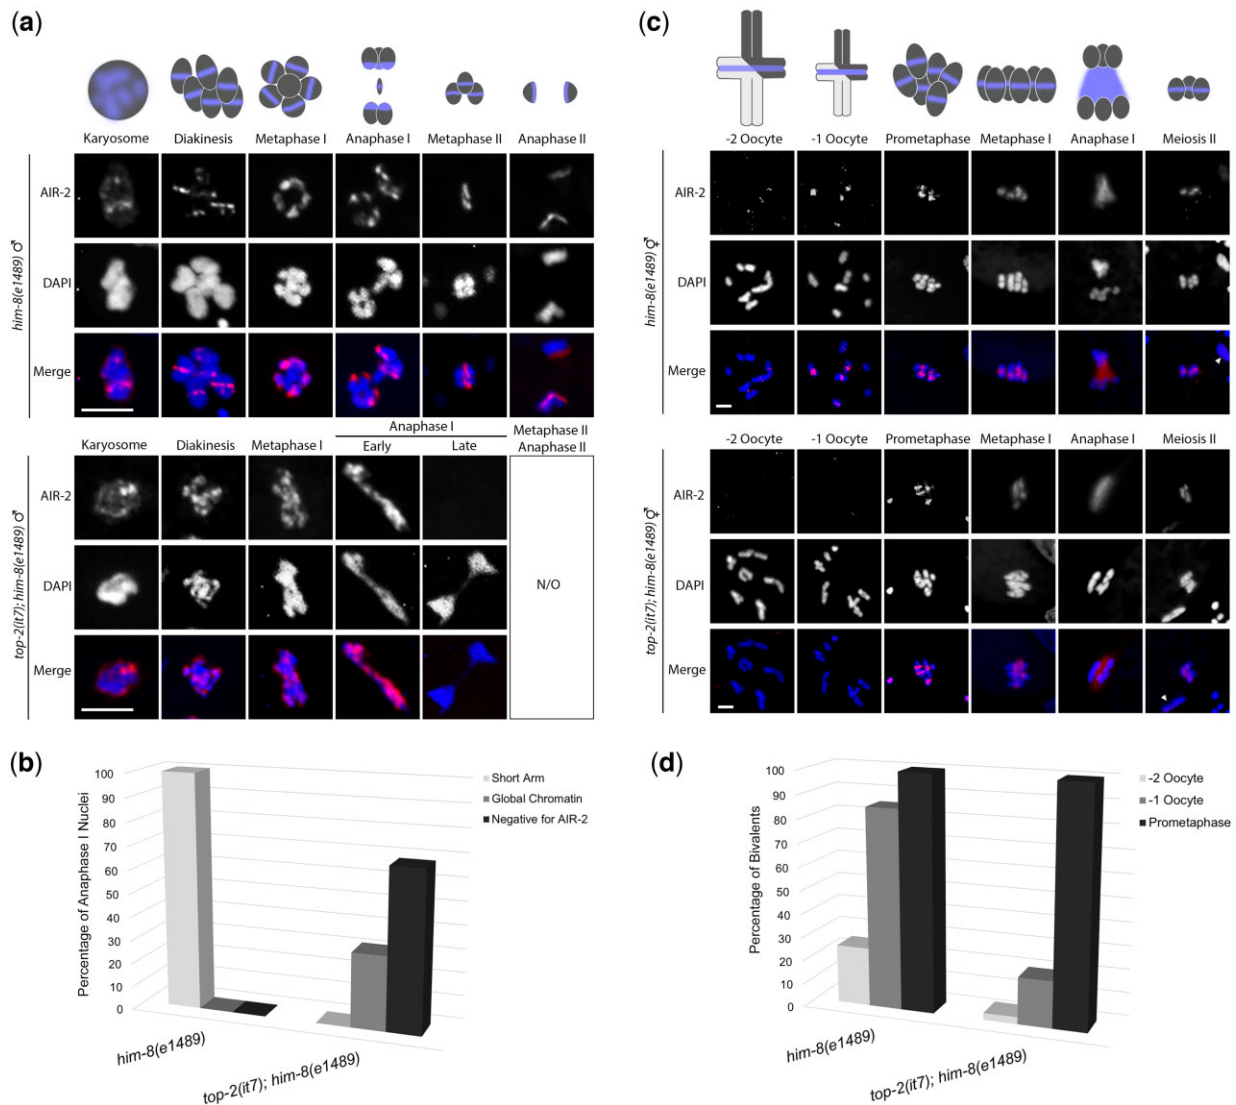 (a)
Karyosome Diakinesis Metaphase I Anaphase I Metaphase II Anaphase II
him-8(e1489) ♂
AIR-2
DAPI
Merge
Anaphase I
Metaphase II
Anaphase II
Karyosome Diakinesis Metaphase I Early Late
top-2(it7); him-8(e1489) ♂
AIR-2
DAPI
N/O
Merge
(b)
Percentage of Anaphase I Nuclei
100
90
80
70
60
50
40
30
20
10
0
Short Arm
Global Chromatin
Negative for AIR-2
him-8(e1489)
top-2(it7); him-8(e1489)
(c)
-2 Oocyte -1 Oocyte Prometaphase Metaphase I Anaphase I Meiosis II
him-8(e1489) ⚥
AIR-2
DAPI
Merge
-2 Oocyte -1 Oocyte Prometaphase Metaphase I Anaphase I Meiosis II
top-2(it7); him-8(e1489) ⚥
AIR-2
DAPI
Merge
(d)
Percentage of Bivalents
100
90
80
70
60
50
40
30
20
10
0
-2 Oocyte
-1 Oocyte
Prometaphase
him-8(e1489)
top-2(it7); him-8(e1489)